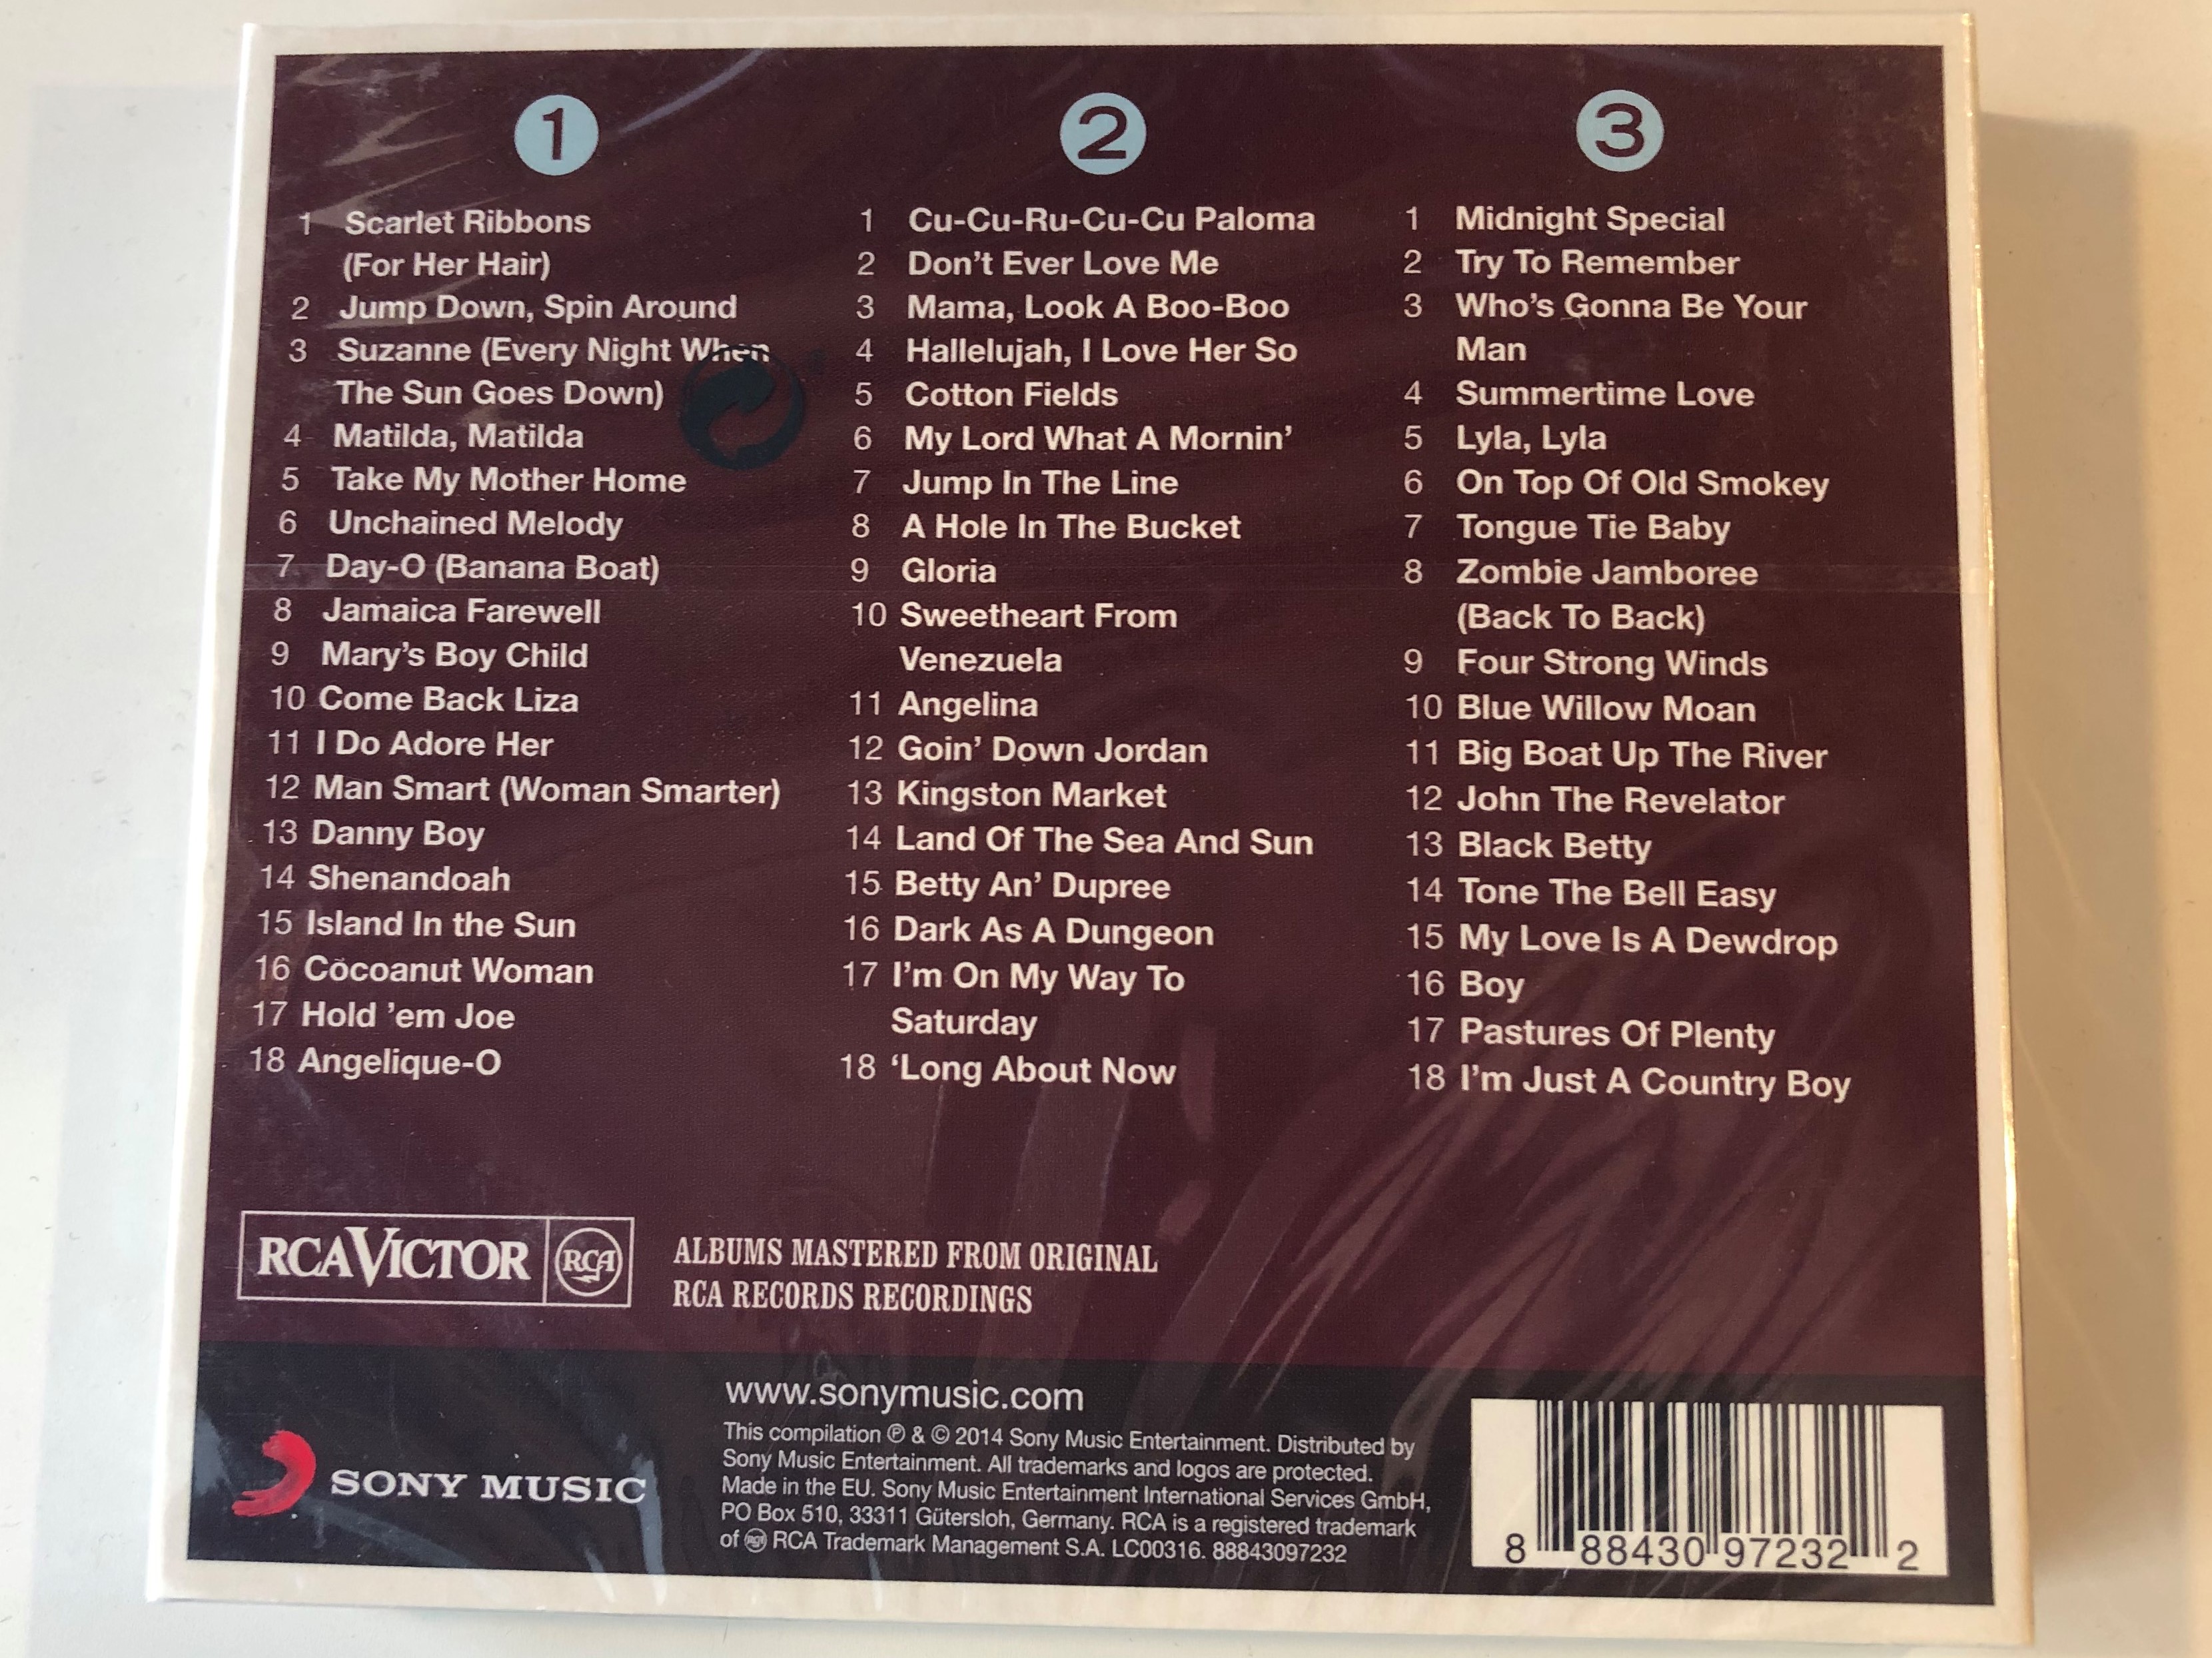 1
1 Scarlet Ribbons
(For Her Hair)
2 Jump Down, Spin Around
3 Suzanne (Every Night When
The Sun Goes Down)
4 Matilda, Matilda
5 Take My Mother Home
6 Unchained Melody
7 Day-O (Banana Boat)
8 Jamaica Farewell
9 Mary's Boy Child
10 Come Back Liza
11 I Do Adore Her
12 Man Smart (Woman Smarter)
13 Danny Boy
14 Shenandoah
15 Island In the Sun
16 Cocoanut Woman
17 Hold 'em Joe
18 Angelique-O
2
1 Cu-Cu-Ru-Cu-Cu Paloma
2 Don't Ever Love Me
3 Mama, Look A Boo-Boo
4 Hallelujah, I Love Her So
5 Cotton Fields
6 My Lord What A Mornin'
7 Jump In The Line
8 A Hole In The Bucket
9 Gloria
10 Sweetheart From
Venezuela
11 Angelina
12 Goin' Down Jordan
13 Kingston Market
14 Land Of The Sea And Sun
15 Betty An' Dupree
16 Dark As A Dungeon
17 I'm On My Way To
Saturday
18 'Long About Now
3
1 Midnight Special
2 Try To Remember
3 Who's Gonna Be Your
Man
4 Summertime Love
5 Lyla, Lyla
6 On Top Of Old Smokey
7 Tongue Tie Baby
8 Zombie Jamboree
(Back To Back)
9 Four Strong Winds
10 Blue Willow Moan
11 Big Boat Up The River
12 John The Revelator
13 Black Betty
14 Tone The Bell Easy
15 My Love Is A Dewdrop
16 Boy
17 Pastures Of Plenty
18 I'm Just A Country Boy
RCA VICTOR RCA
ALBUMS MASTERED FROM ORIGINAL
RCA RECORDS RECORDINGS
SONY MUSIC
www.sonymusic.com
This compilation ℗ & © 2014 Sony Music Entertainment. Distributed by
Sony Music Entertainment. All trademarks and logos are protected.
Made in the EU. Sony Music Entertainment International Services GmbH,
PO Box 510, 33311 Gütersloh, Germany. RCA is a registered trademark
of RCA RCA Trademark Management S.A. LC00316. 88843097232
8 88430 97232 2